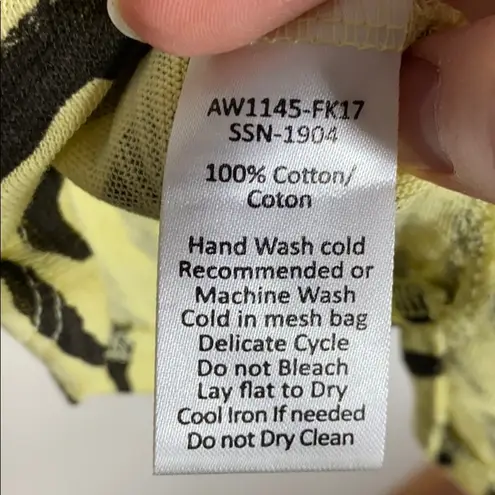 AW1145-FK17
SSN-1904
100% Cotton/
Coton
Hand Wash cold
Recommended or
Machine Wash
Cold in mesh bag
Delicate Cycle
Do not Bleach
Lay flat to Dry
Cool Iron If needed
Do not Dry Clean